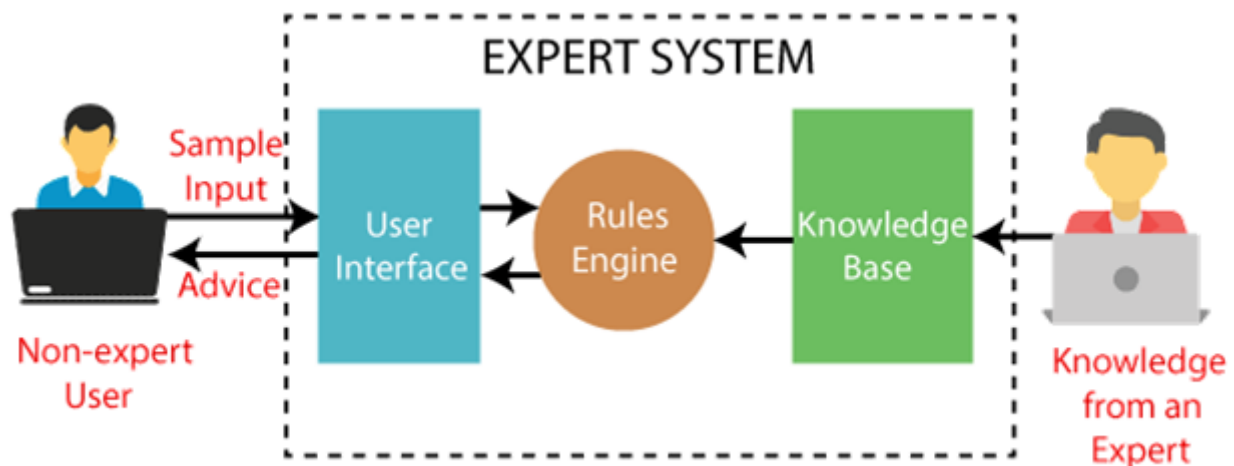 EXPERT SYSTEM
Sample
Input
Advice
Non-expert
User
User
Interface
Rules
Engine
Knowledge
Base
Knowledge
from an
Expert